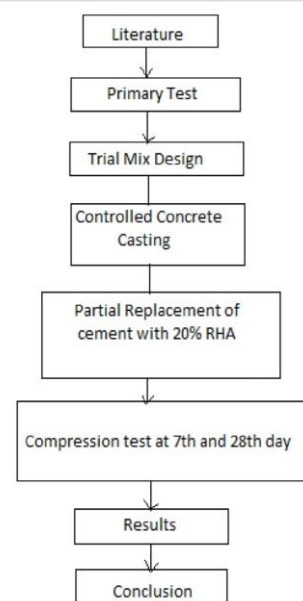 Literature
Primary Test
Trial Mix Design
Controlled Concrete
Casting
Partial Replacement of
cement with 20% RHA
Compression test at 7th and 28th day
Results
Conclusion